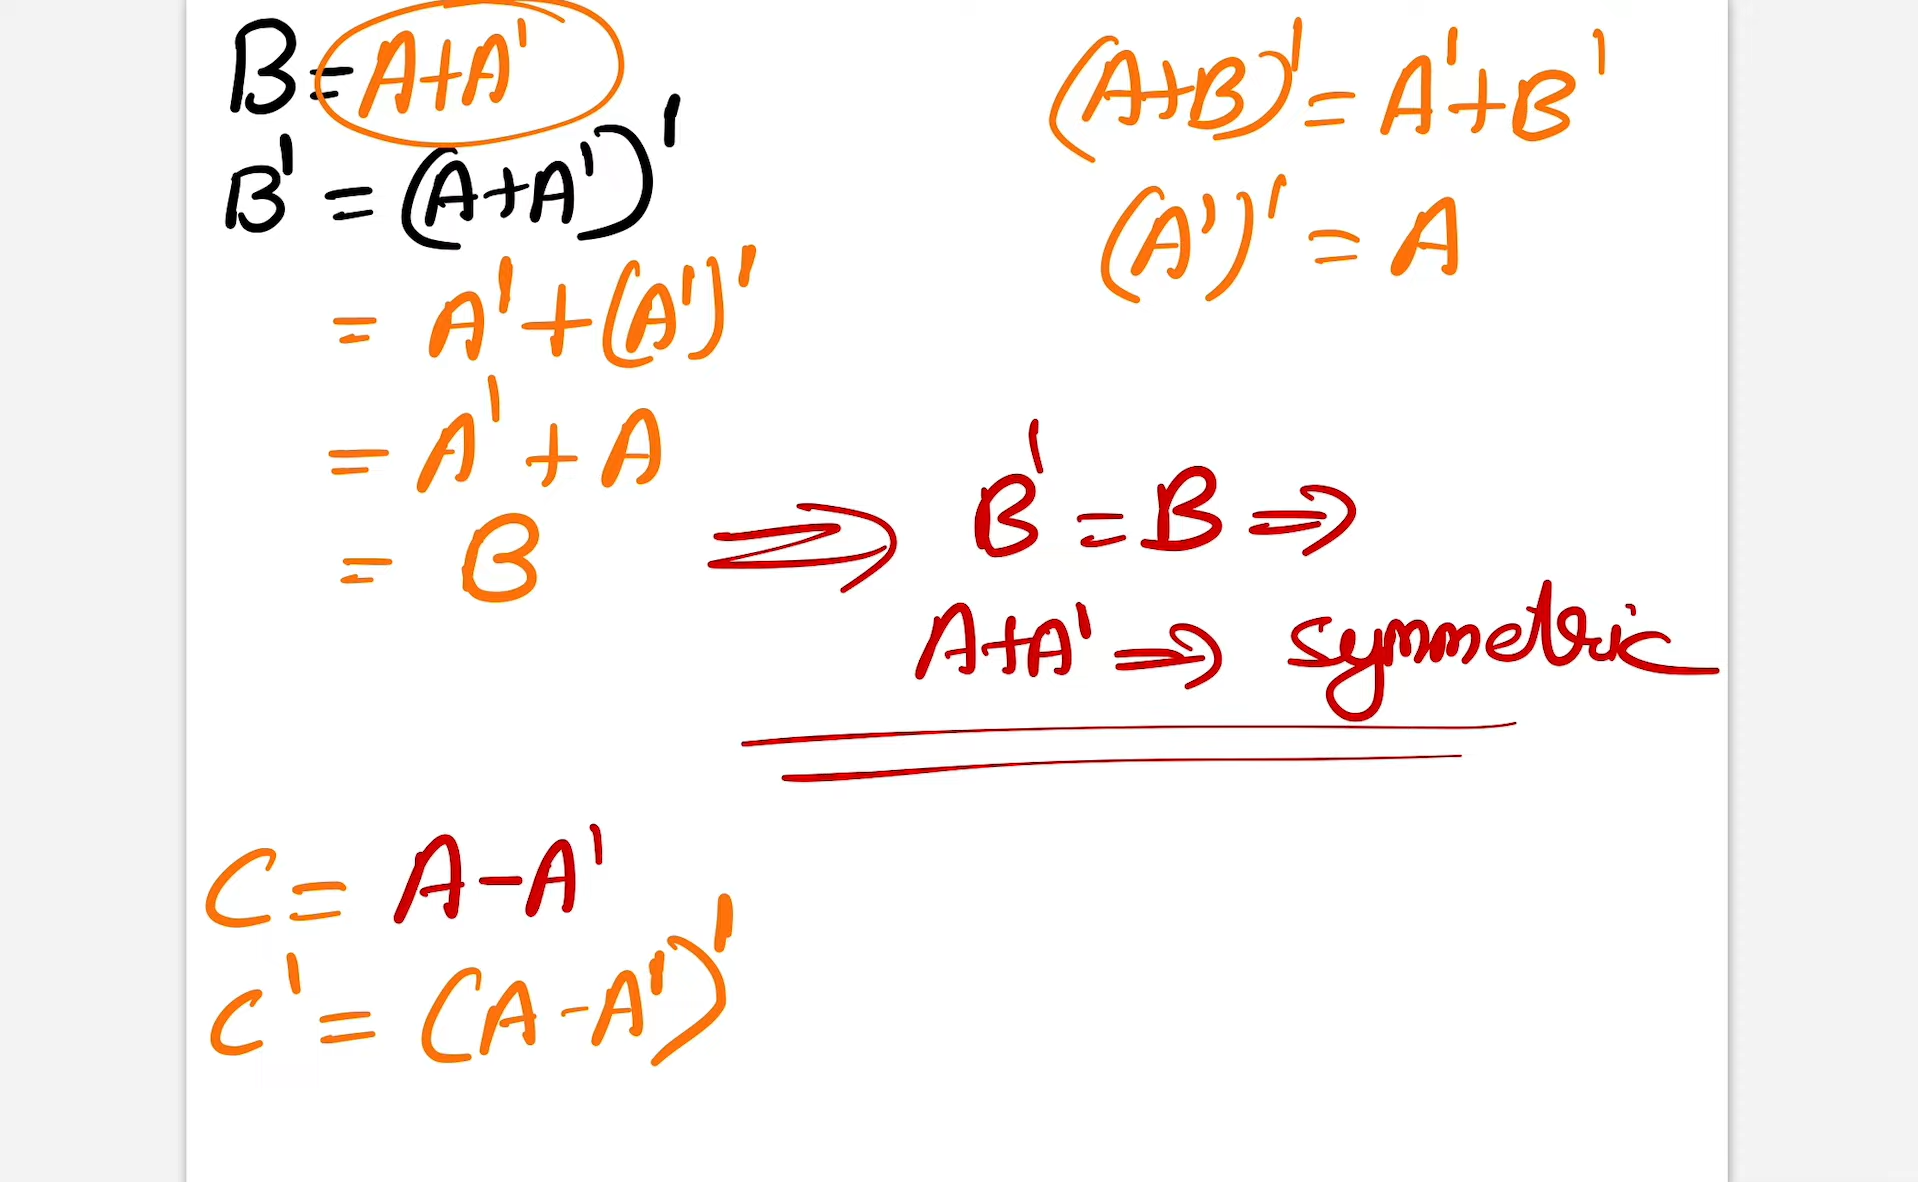 B = A+A'
B' = (A+A')'
= A'+(A')'
= A'+A
= B
(A+B)' = A'+B'
(A')' = A
⇒ B' = B ⇒
A+A' ⇒ symmetric
C = A-A'
C' = (A-A')'